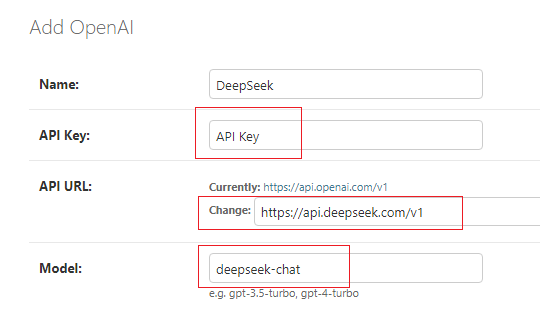 Add OpenAI
Name: DeepSeek
API Key: API Key
API URL: Currently: https://api.openai.com/v1
Change: https://api.deepseek.com/v1
Model: deepseek-chat
e.g. gpt-3.5-turbo, gpt-4-turbo